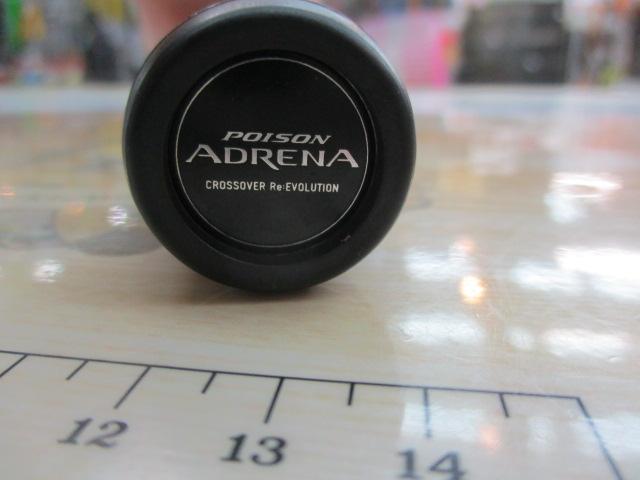 POISON
ADRENA
CROSSOVER Re:EVOLUTION
12 13 14